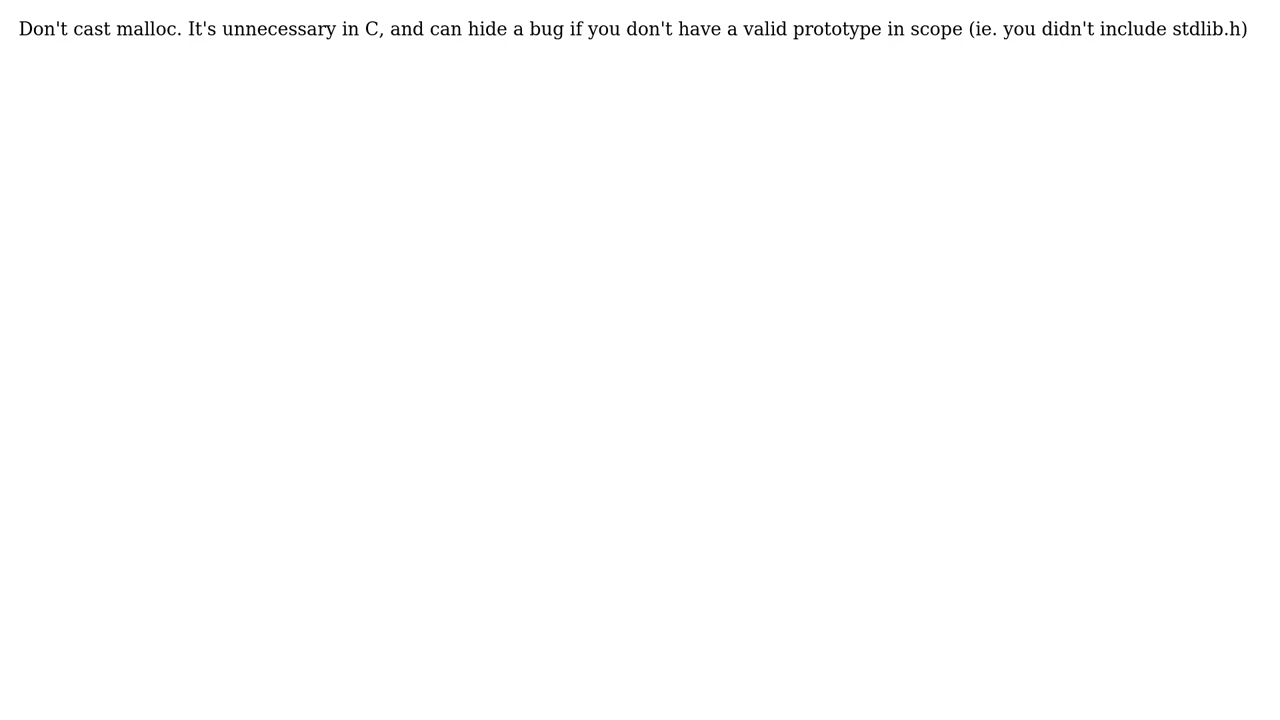 Don't cast malloc. It's unnecessary in C, and can hide a bug if you don't have a valid prototype in scope (ie. you didn't include stdlib.h)